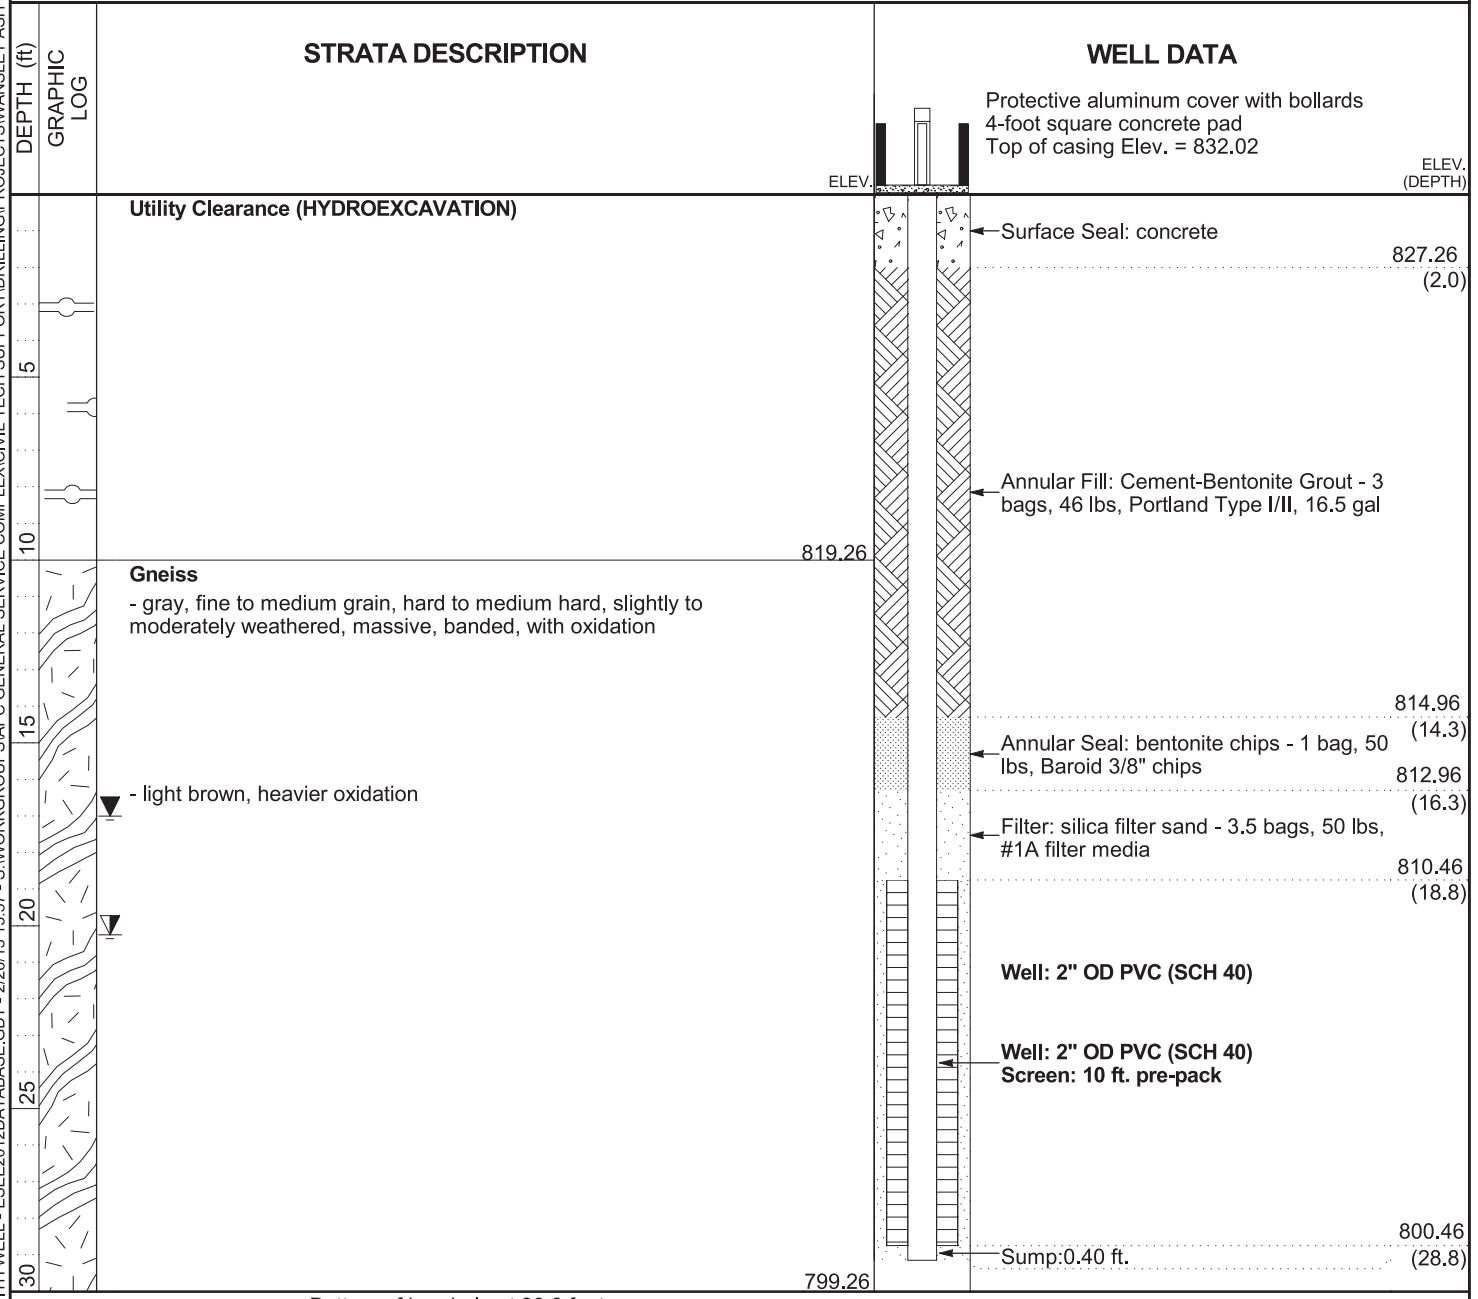 STRATA DESCRIPTION
WELL DATA
DEPTH (ft)
GRAPHIC
LOG
Protective aluminum cover with bollards
4-foot square concrete pad
Top of casing Elev. = 832.02
ELEV.
ELEV.
(DEPTH)
Utility Clearance (HYDROEXCAVATION)
Surface Seal: concrete
827.26
(2.0)
5
Annular Fill: Cement-Bentonite Grout - 3
bags, 46 lbs, Portland Type I/II, 16.5 gal
10
819.26
Gneiss
- gray, fine to medium grain, hard to medium hard, slightly to
moderately weathered, massive, banded, with oxidation
814.96
(14.3)
15
Annular Seal: bentonite chips - 1 bag, 50
lbs, Baroid 3/8" chips
812.96
(16.3)
- light brown, heavier oxidation
Filter: silica filter sand - 3.5 bags, 50 lbs,
#1A filter media
810.46
(18.8)
20
Well: 2" OD PVC (SCH 40)
Well: 2" OD PVC (SCH 40)
Screen: 10 ft. pre-pack
25
800.46
(28.8)
Sump:0.40 ft.
30
799.26